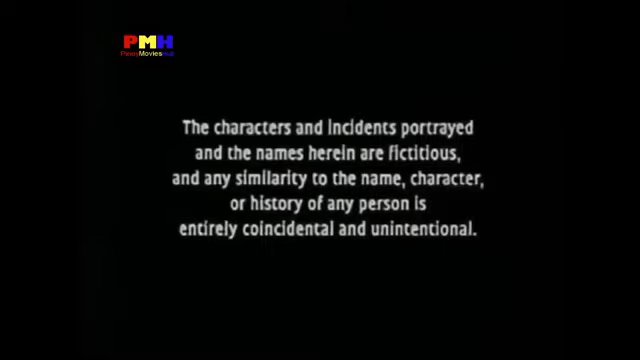 PMH
PinoyMovieshub
The characters and incidents portrayed
and the names herein are fictitious,
and any similarity to the name, character,
or history of any person is
entirely coincidental and unintentional.